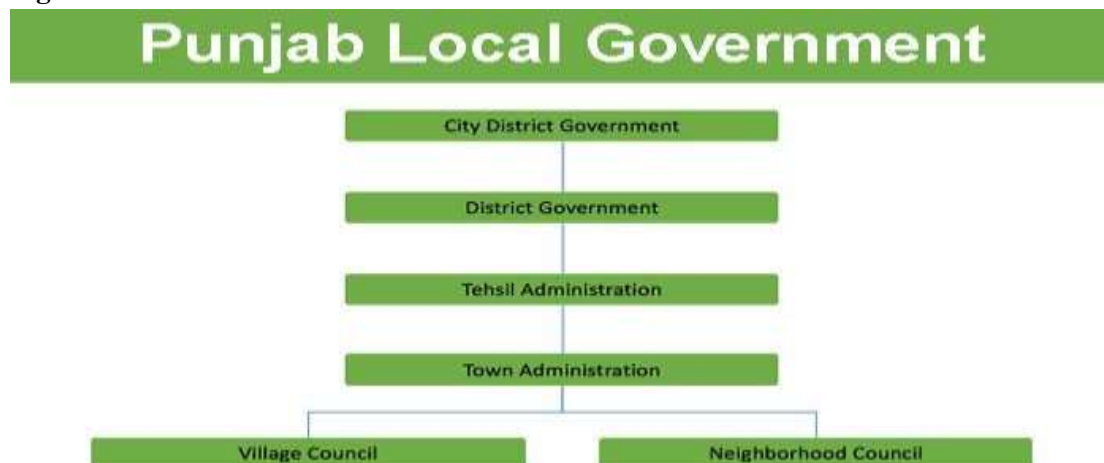 Punjab Local Government
City District Government
District Government
Tehsil Administration
Town Administration
Village Council
Neighborhood Council